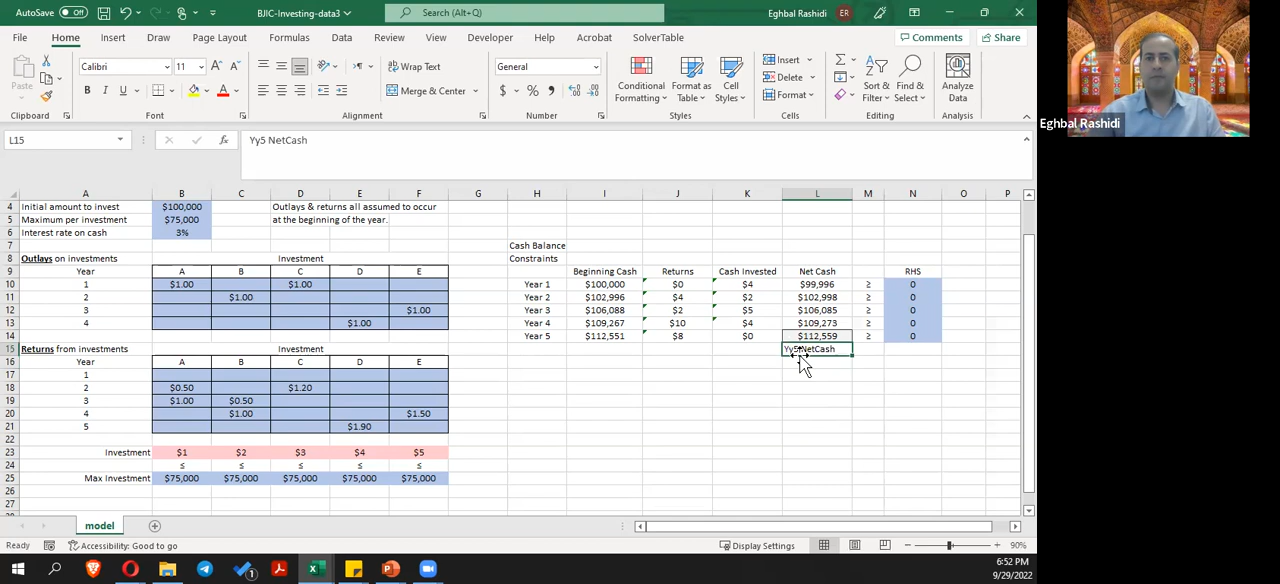 AutoSave Off BJIC-Investing-data3 Search (Alt+Q) Eghbal Rashidi ER
File Home Insert Draw Page Layout Formulas Data Review View Developer Help Acrobat SolverTable Comments Share
Paste Calibri 11 A A Wrap Text General Conditional Formatting Format as Table Cell Styles Insert Delete Format Sort & Filter Find & Select Analyze Data
B I U A Merge & Center $ % 9
Clipboard Font Alignment Number Styles Cells Editing Analysis
L15 fx Yy5 NetCash
A B C D E F G H I J K L M N O P
4 Initial amount to invest $100,000 Outlays & returns all assumed to occur
5 Maximum per investment $75,000 at the beginning of the year.
6 Interest rate on cash 3%
7 Cash Balance
8 Outlays on investments Investment Constraints
9 Year A B C D E Beginning Cash Returns Cash Invested Net Cash RHS
10 1 $1.00 $1.00 Year 1 $100,000 $0 $4 $99,996 ≥ 0
11 2 $1.00 Year 2 $102,996 $4 $2 $102,998 ≥ 0
12 3 $1.00 Year 3 $106,088 $2 $5 $106,085 ≥ 0
13 4 $1.00 Year 4 $109,267 $10 $4 $109,273 ≥ 0
14 Year 5 $112,551 $8 $0 $112,559 ≥ 0
15 Returns from investments Investment Yy5 NetCash
16 Year A B C D E
17 1
18 2 $0.50 $1.20
19 3 $1.00 $0.50
20 4 $1.00 $1.50
21 5 $1.90
22
23 Investment $1 $2 $3 $4 $5
24 ≤ ≤ ≤ ≤ ≤
25 Max Investment $75,000 $75,000 $75,000 $75,000 $75,000
26
27
model
Ready Accessibility: Good to go Display Settings 90%
1 6:52 PM
9/29/2022
Eghbal Rashidi